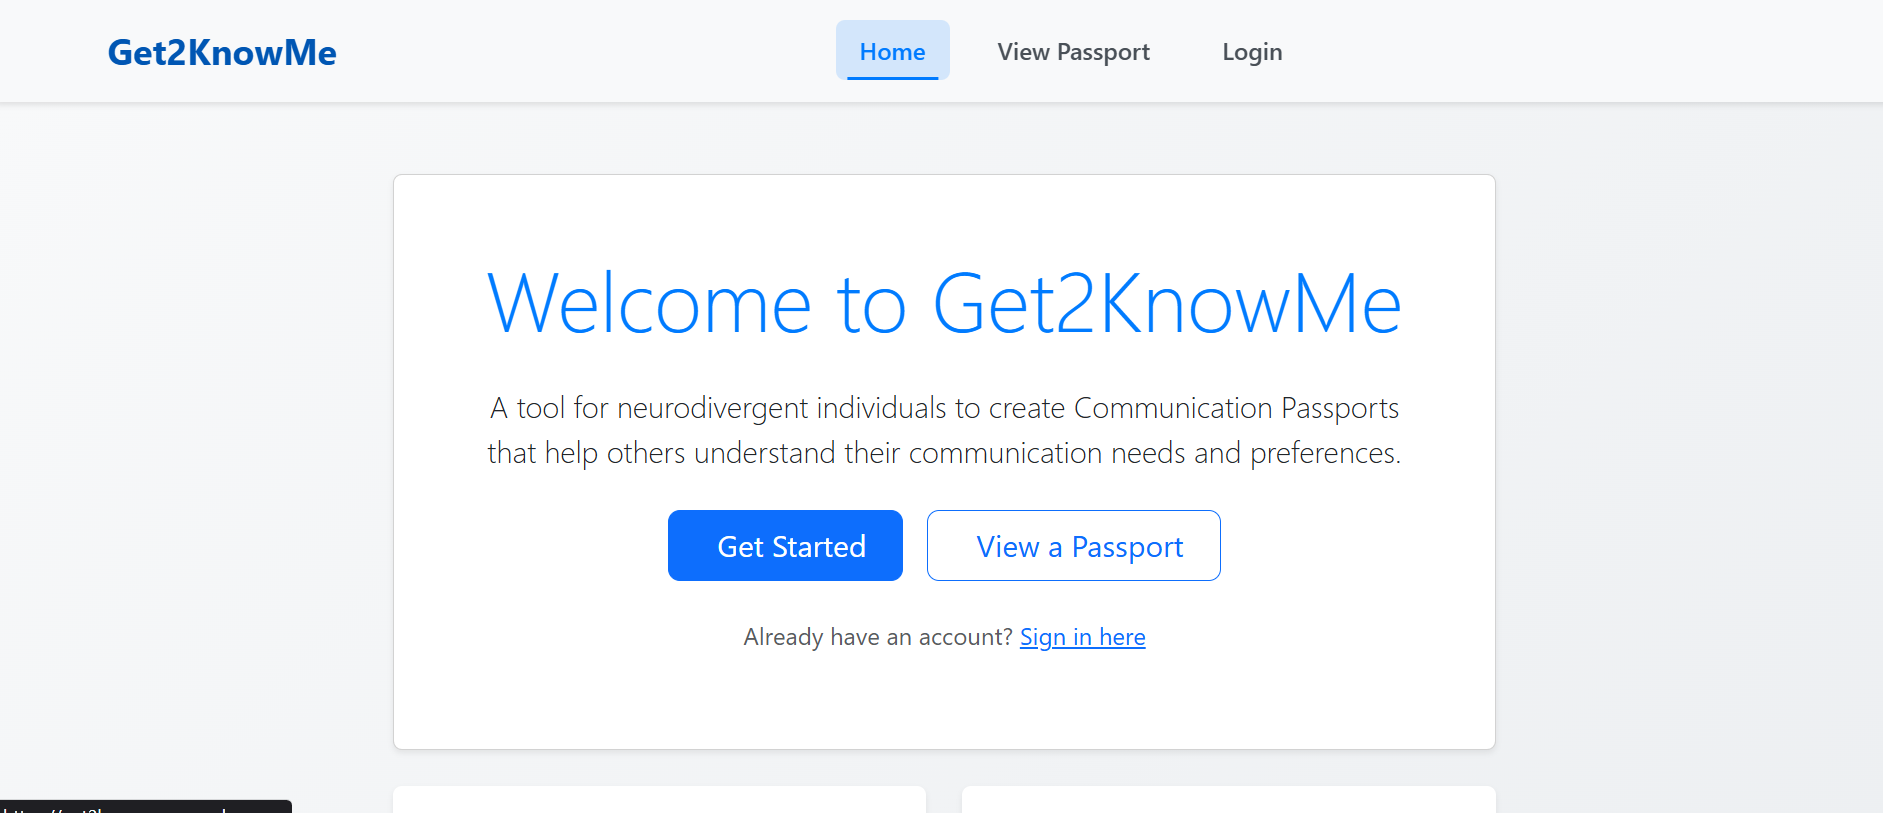 Get2KnowMe
Home
View Passport
Login
Welcome to Get2KnowMe
A tool for neurodivergent individuals to create Communication Passports
that help others understand their communication needs and preferences.
Get Started
View a Passport
Already have an account? Sign in here